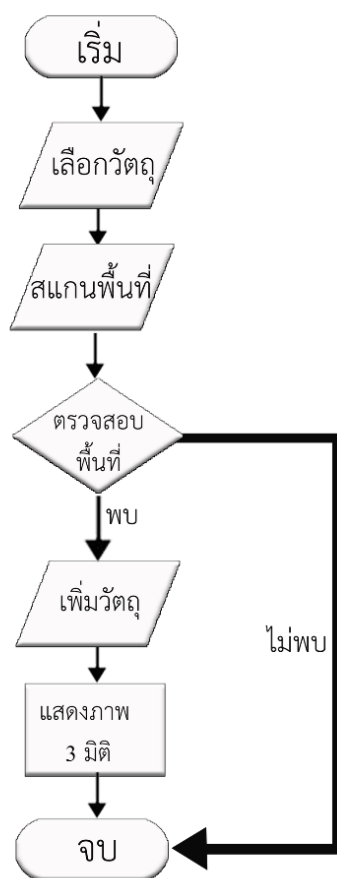 เริ่ม
เลือกวัตถุ
สแกนพื้นที่
ตรวจสอบ
พื้นที่
พบ
เพิ่มวัตถุ
ไม่พบ
แสดงภาพ
3 มิติ
จบ